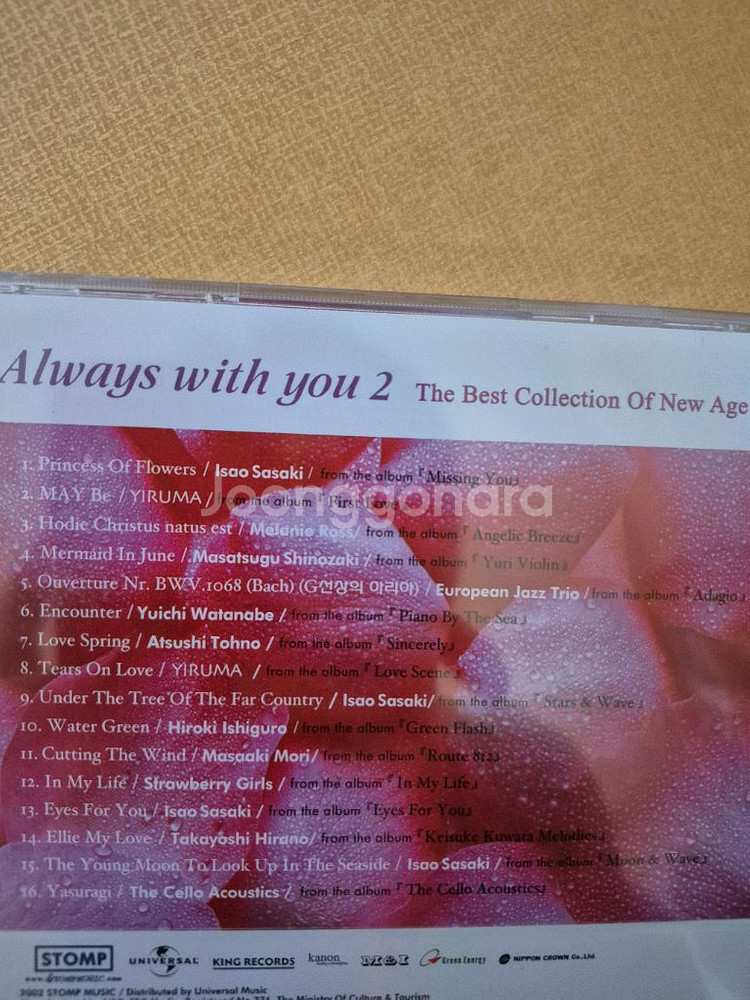 Always with you 2 The Best Collection Of New Age
1. Princess Of Flowers / Isao Sasaki / from the album『Missing You』
2. MAY Be / YIRUMA / from the album『First Love
Joonggonara
3. Hodie Christus natus est / Melanie Ross/ from the album『Angelic Breeze』
4. Mermaid In June / Masatsugu Shinozaki / from the album『Yuri Violin』
5. Ouverture Nr. BWV.1068 (Bach) (G선상의 아리아) / European Jazz Trio / from the album『Adagio』
6. Encounter / Yuichi Watanabe / from the album『Piano By The Sea』
7. Love Spring / Atsushi Tohno / from the album『Sincerely』
8. Tears On Love / YIRUMA / from the album『Love Scene』
9. Under The Tree Of The Far Country / Isao Sasaki/ from the album『Stars & Wave』
10. Water Green / Hiroki Ishiguro / from the album『Green Flash』
11. Cutting The Wind / Masaaki Mori/ from the album『Route 812』
12. In My Life / Strawberry Girls / from the album『In My Life』
13. Eyes For You / Isao Sasaki / from the album『Eyes For You』
14. Ellie My Love / Takayoshi Hirano/ from the album『Keisuke Kuwata Melodies』
15. The Young Moon To Look Up In The Seaside / Isao Sasaki / from the album『Moon & Wave』
16. Yasuragi / The Cello Acoustics / from the album『The Cello Acoustics』
STOMP UNIVERSAL KING RECORDS kanon M&I Green Energy NIPPON CROWN Co.,Ltd.
2002 STOMP MUSIC / Distributed by Universal Music
The Ministry Of Culture & Tourism